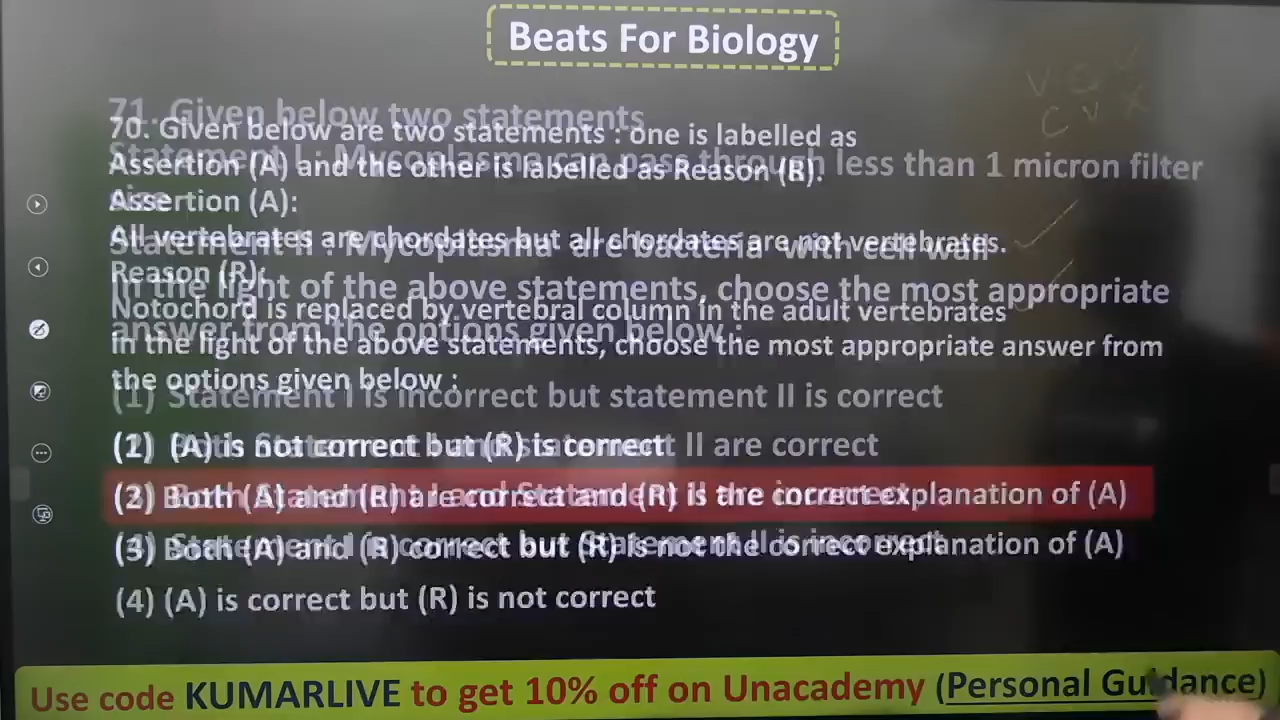 Beats For Biology
71. Given below two statements
70. Given below are two statements : one is labelled as
Statement I : Mycoplasma can pass through less than 1 micron filter
Assertion (A) and the other is labelled as Reason (R).
size
Assertion (A):
All vertebrates are chordates but all chordates are not vertebrates.
Statement II : Mycoplasma are bacteria with cell wall
Reason (R):
In the light of the above statements, choose the most appropriate
Notochord is replaced by vertebral column in the adult vertebrates
answer from the options given below :
in the light of the above statements, choose the most appropriate answer from
the options given below :
(1) Statement I is incorrect but statement II is correct
(1) (A) is not correct but (R) is correct
II are correct
(2) Both (A) and (R) are correct and (R) is the correct explanation of (A)
(3) Both (A) and (R) correct but (R) is not the correct explanation of (A)
(4) (A) is correct but (R) is not correct
Use code KUMARLIVE to get 10% off on Unacademy (Personal Guidance)